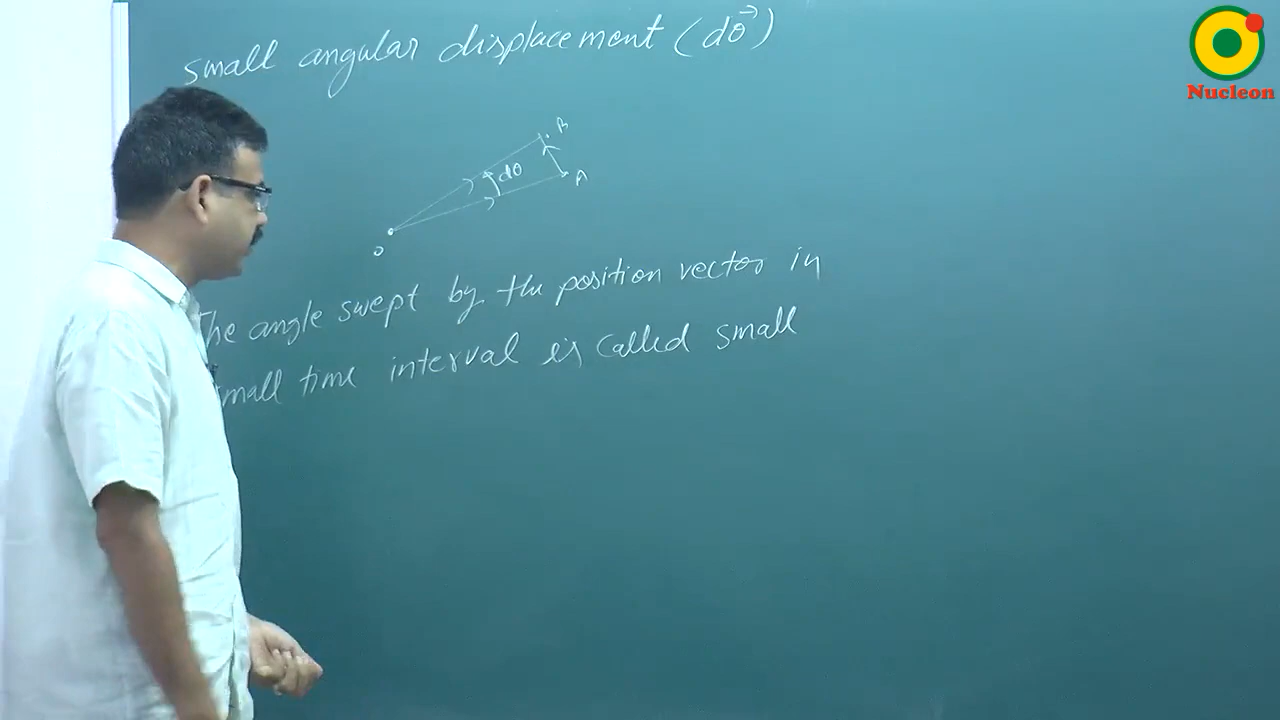 small angular displacement (dθ⃗)
Nucleon
B
dθ
A
O
The angle swept by the position vector in
small time interval is called small